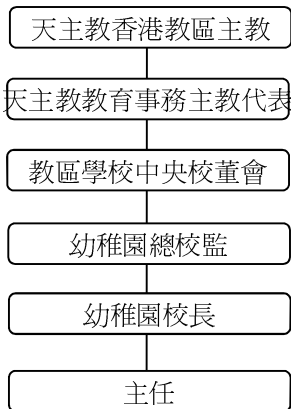 天主教香港教區主教
天主教教育事務主教代表
教區學校中央校董會
幼稚園總校監
幼稚園校長
主任